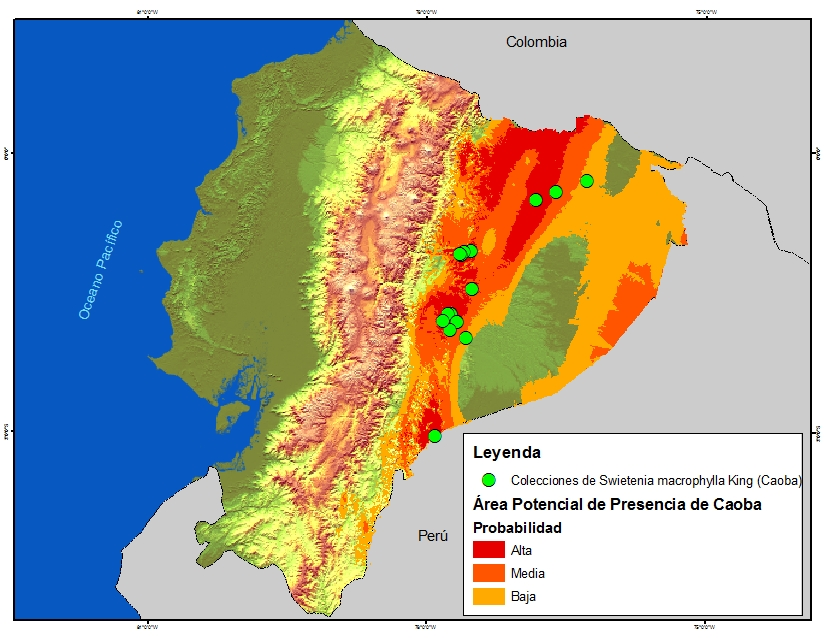 Colombia
Oceano Pacífico
Perú
Leyenda
Colecciones de Swietenia macrophylla King (Caoba)
Área Potencial de Presencia de Caoba
Probabilidad
Alta
Media
Baja